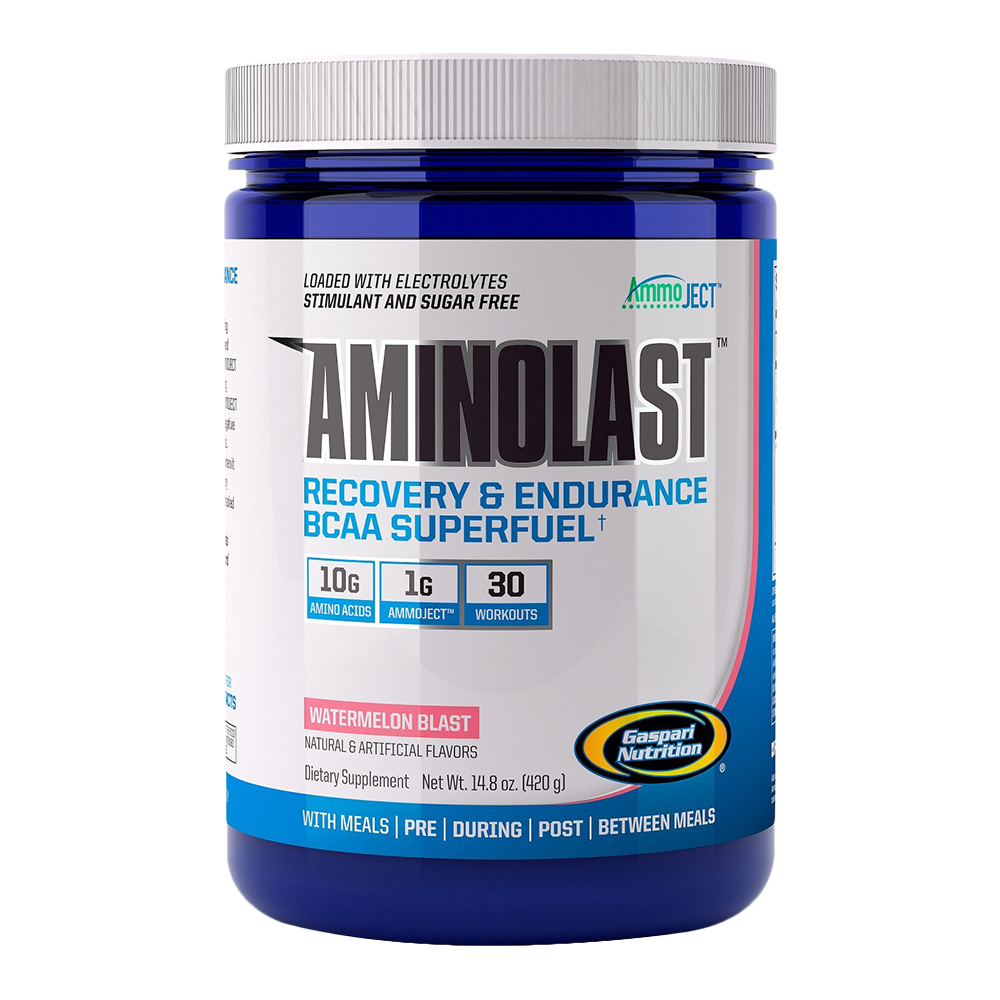 LOADED WITH ELECTROLYTES
STIMULANT AND SUGAR FREE
AmmoJECT™
AMINOLAST™
RECOVERY & ENDURANCE
BCAA SUPERFUEL†
10G
AMINO ACIDS
1G
AMMOJECT™
30
WORKOUTS
WATERMELON BLAST
NATURAL & ARTIFICIAL FLAVORS
Dietary Supplement Net Wt. 14.8 oz. (420 g)
Gaspari
Nutrition
®
WITH MEALS | PRE | DURING | POST | BETWEEN MEALS